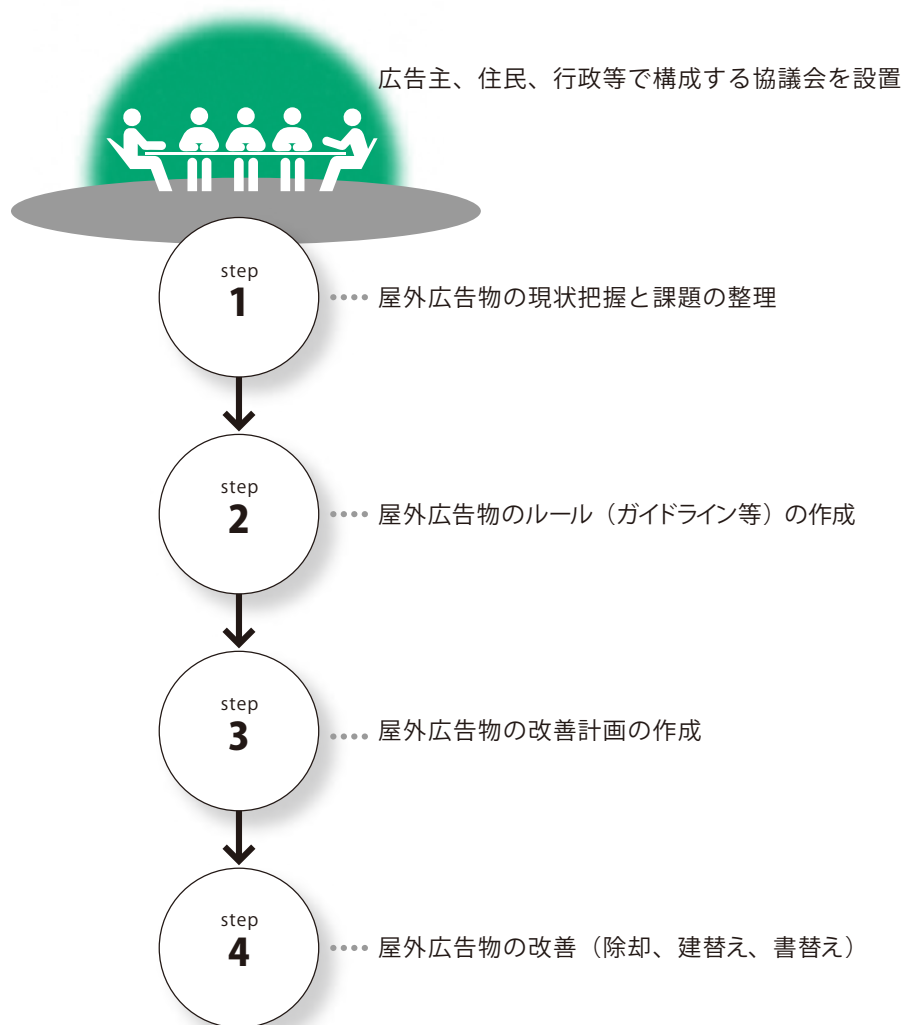 広告主、住民、行政等で構成する協議会を設置
step
1
屋外広告物の現状把握と課題の整理
step
2
屋外広告物のルール（ガイドライン等）の作成
step
3
屋外広告物の改善計画の作成
step
4
屋外広告物の改善（除却、建替え、書替え）